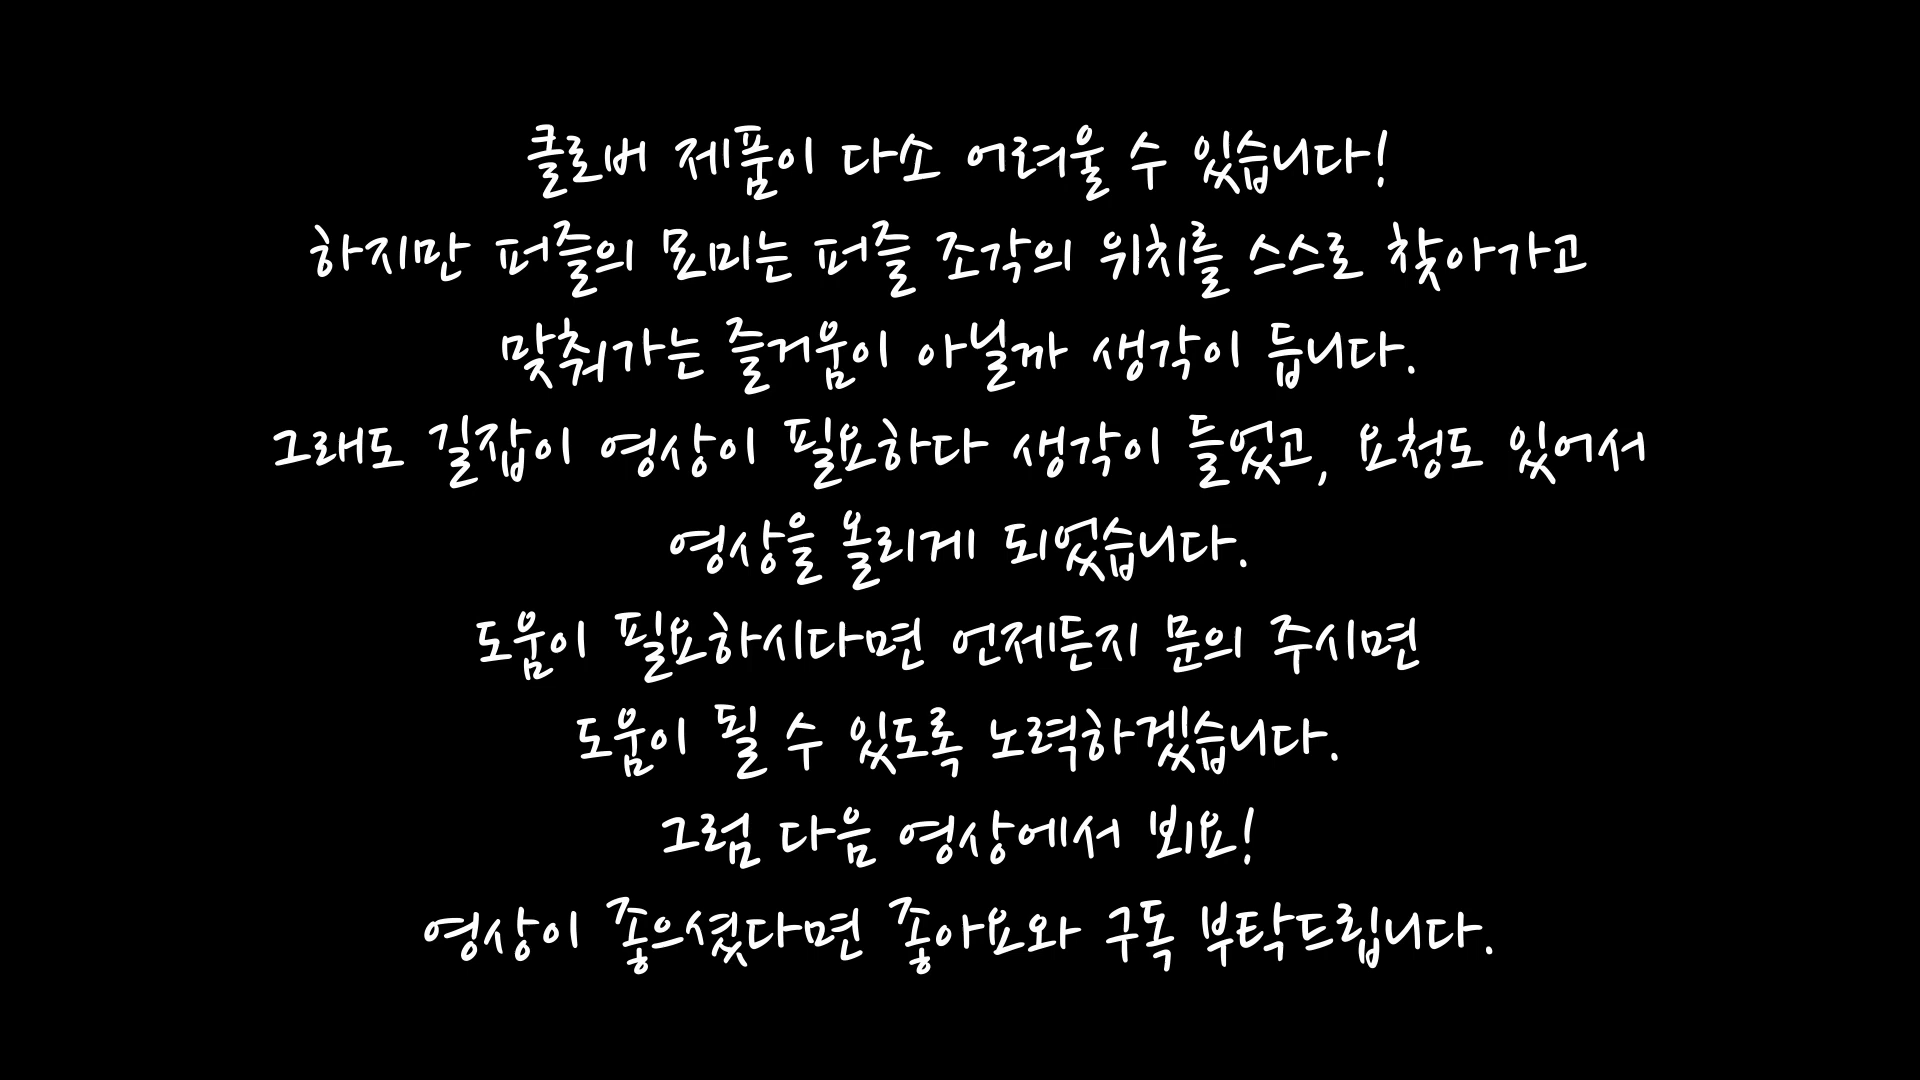 클로버 제품이 다소 어려울 수 있습니다!
하지만 퍼즐의 묘미는 퍼즐 조각의 위치를 스스로 찾아가고
맞춰가는 즐거움이 아닐까 생각이 듭니다.
그래도 길잡이 영상이 필요하다 생각이 들었고, 요청도 있어서
영상을 올리게 되었습니다.
도움이 필요하시다면 언제든지 문의 주시면
도움이 될 수 있도록 노력하겠습니다.
그럼 다음 영상에서 뵈요!
영상이 좋으셨다면 좋아요와 구독 부탁드립니다.